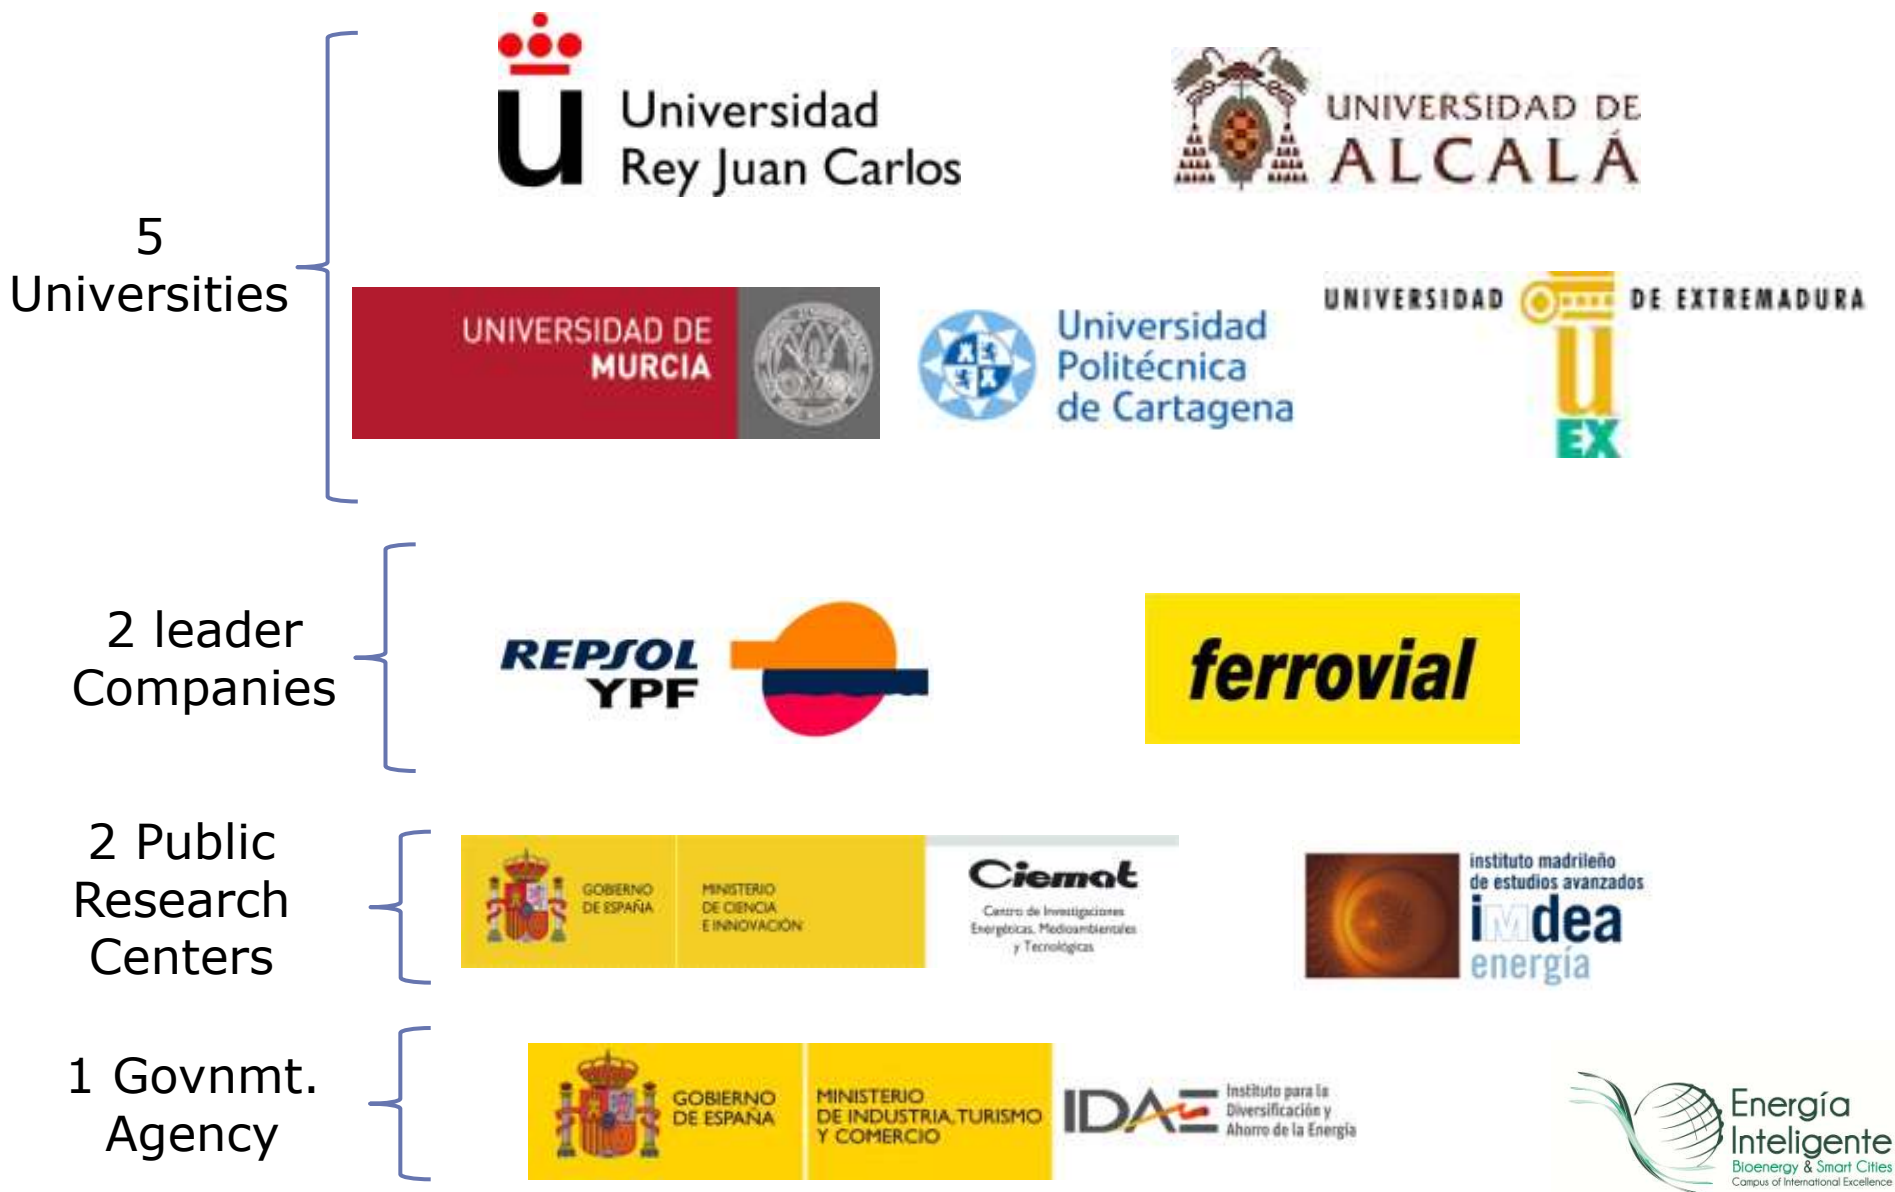 5
Universities
Universidad
Rey Juan Carlos
UNIVERSIDAD DE
ALCALÁ
UNIVERSIDAD DE
MURCIA
Universidad
Politécnica
de Cartagena
UNIVERSIDAD DE EXTREMADURA
U
EX
2 leader
Companies
REPSOL
YPF
ferrovial
2 Public
Research
Centers
GOBIERNO
DE ESPAÑA
MINISTERIO
DE CIENCIA
E INNOVACIÓN
Ciemat
Centro de Investigaciones
Energéticas, Medioambientales
y Tecnológicas
instituto madrileño
de estudios avanzados
imdea
energía
1 Govnmt.
Agency
GOBIERNO
DE ESPAÑA
MINISTERIO
DE INDUSTRIA, TURISMO
Y COMERCIO
IDAE
Instituto para la
Diversificación y
Ahorro de la Energía
Energía
Inteligente
Bioenergy & Smart Cities
Campus of International Excellence